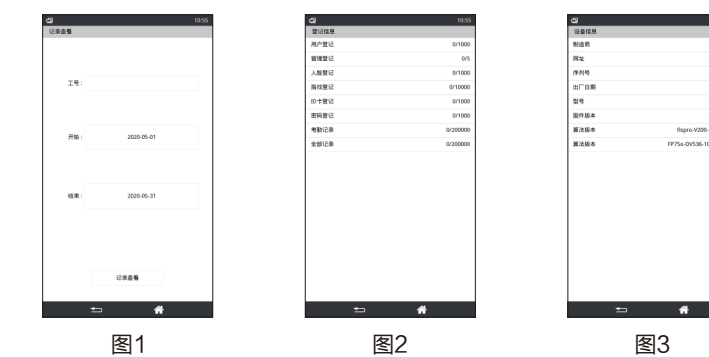 10:55
记录查看
工号:
开始: 2020-05-01
结束: 2020-05-31
记录查看
图1
10:55
登记信息
用户登记 0/1000
管理登记 0/5
人脸登记 0/1000
指纹登记 0/10000
ID卡登记 0/1000
密码登记 0/1000
考勤记录 0/200000
全部记录 0/200000
图2
设备信息
制造商
网址
序列号
出厂日期
型号
固件版本
算法版本 fispro-V200-
算法版本 FP75o-DV536-10
图3